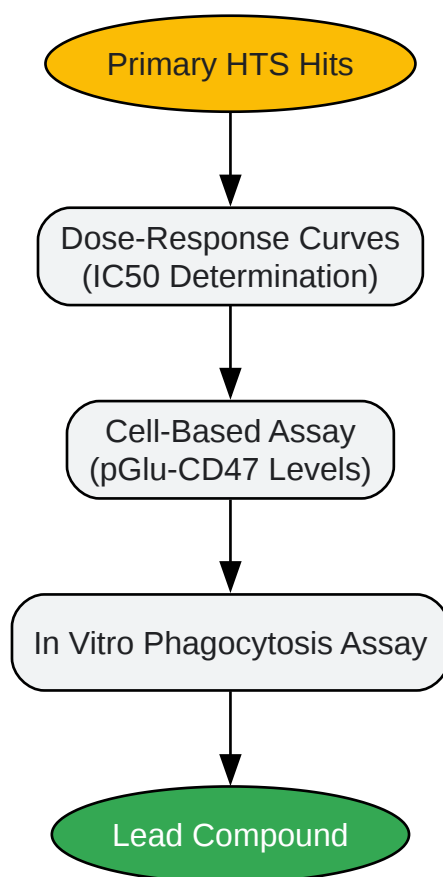 Primary HTS Hits
Dose-Response Curves
(IC50 Determination)
Cell-Based Assay
(pGlu-CD47 Levels)
In Vitro Phagocytosis Assay
Lead Compound